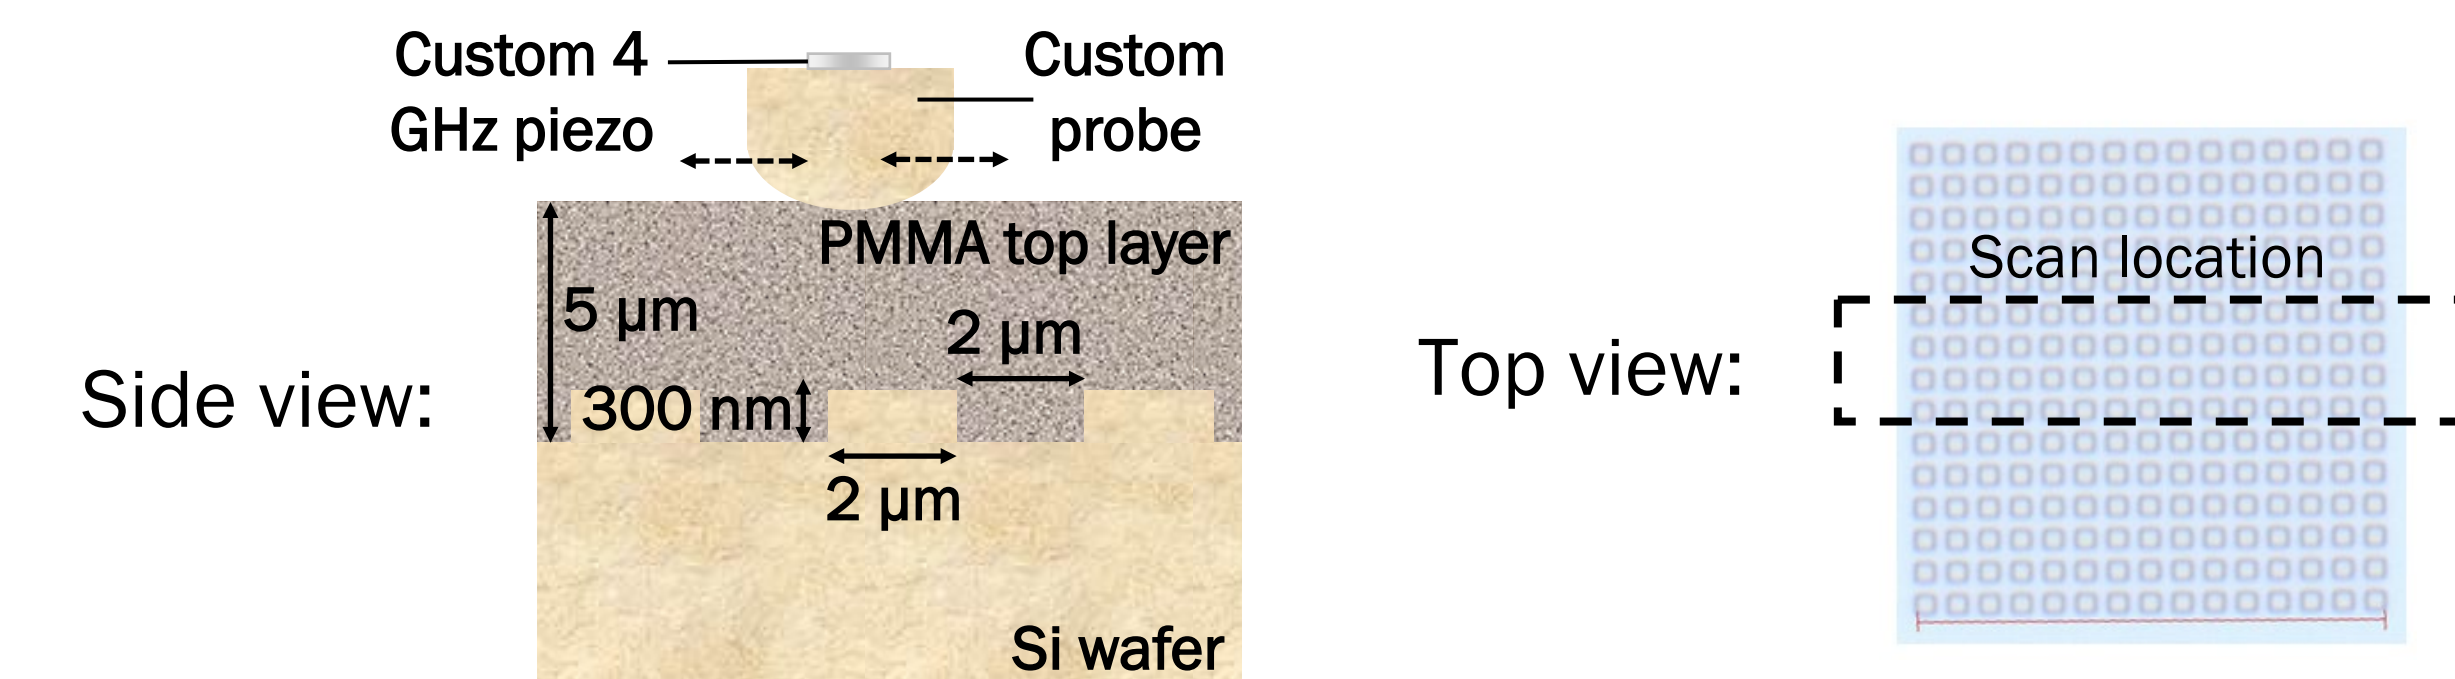 Custom 4
GHz piezo
Custom
probe
PMMA top layer
5 µm
2 µm
300 nm
2 µm
Si wafer
Side view:
Top view:
Scan location